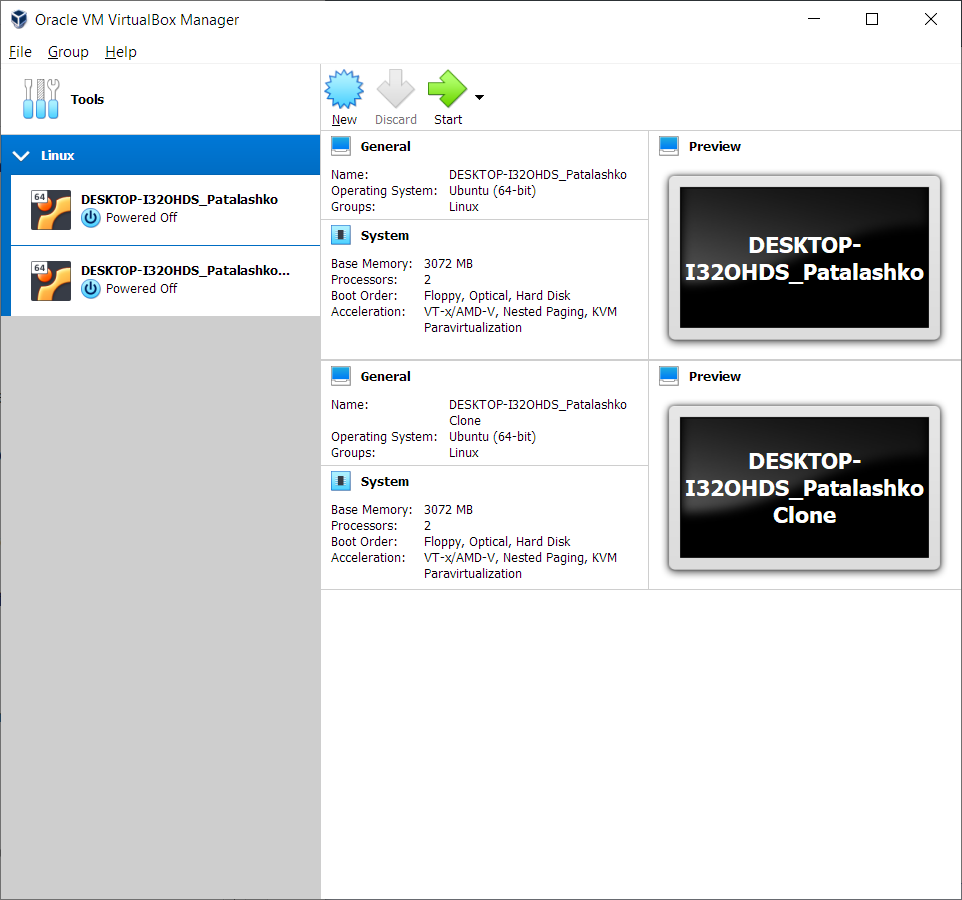 Oracle VM VirtualBox Manager
File Group Help
Tools
New Discard Start
Linux
64
DESKTOP-I32OHDS_Patalashko
Powered Off
64
DESKTOP-I32OHDS_Patalashko...
Powered Off
General
Name: DESKTOP-I32OHDS_Patalashko
Operating System: Ubuntu (64-bit)
Groups: Linux
System
Base Memory: 3072 MB
Processors: 2
Boot Order: Floppy, Optical, Hard Disk
Acceleration: VT-x/AMD-V, Nested Paging, KVM
Paravirtualization
Preview
DESKTOP-
I32OHDS_Patalashko
General
Name: DESKTOP-I32OHDS_Patalashko
Clone
Operating System: Ubuntu (64-bit)
Groups: Linux
System
Base Memory: 3072 MB
Processors: 2
Boot Order: Floppy, Optical, Hard Disk
Acceleration: VT-x/AMD-V, Nested Paging, KVM
Paravirtualization
Preview
DESKTOP-
I32OHDS_Patalashko
Clone